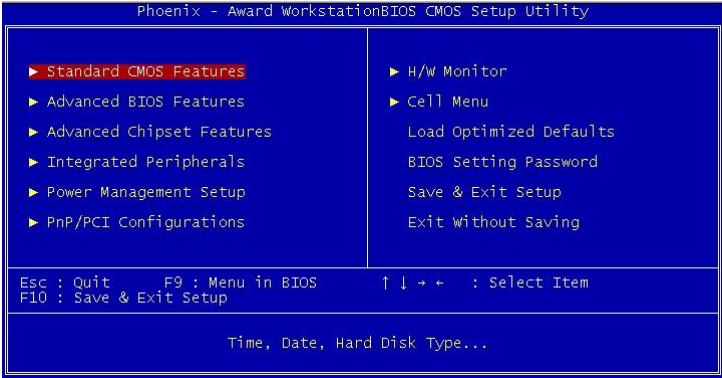 Phoenix - Award WorkstationBIOS CMOS Setup Utility
► Standard CMOS Features
► Advanced BIOS Features
► Advanced Chipset Features
► Integrated Peripherals
► Power Management Setup
► PnP/PCI Configurations
► H/W Monitor
► Cell Menu
Load Optimized Defaults
BIOS Setting Password
Save & Exit Setup
Exit Without Saving
Esc : Quit F9 : Menu in BIOS ↑ ↓ → ← : Select Item
F10 : Save & Exit Setup
Time, Date, Hard Disk Type...